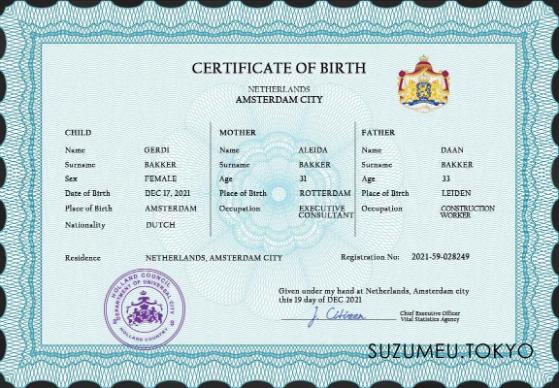 CERTIFICATE OF BIRTH
NETHERLANDS
AMSTERDAM CITY
CHILD
Name GERDI
Surname BAKKER
Sex FEMALE
Date of Birth DEC 17, 2021
Place of Birth AMSTERDAM
Nationality DUTCH
MOTHER
Name ALEIDA
Surname BAKKER
Age 31
Place of Birth ROTTERDAM
Occupation EXECUTIVE
CONSULTANT
FATHER
Name DAAN
Surname BAKKER
Age 33
Place of Birth LEIDEN
Occupation CONSTRUCTION
WORKER
Residence NETHERLANDS, AMSTERDAM CITY
Registration No: 2021-59-028249
HOLLAND COUNCIL
DEPARTMENT OF UNIVERSAL CITY
HOLLAND COUNTRY
Given under my hand at Netherlands, Amsterdam city
this 19 day of DEC 2021
J. Citizen
Chief Executive Officer
Vital Statistics Agency
SUZUMEU.TOKYO